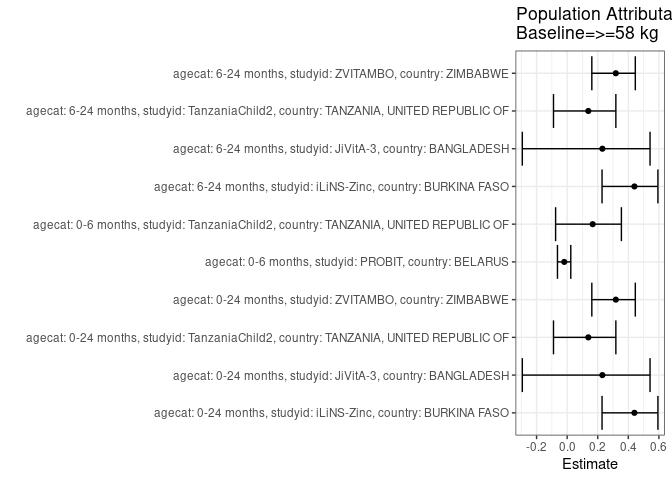 Population Attributa
Baseline=>=58 kg
agecat: 6-24 months, studyid: ZVITAMBO, country: ZIMBABWE
agecat: 6-24 months, studyid: TanzaniaChild2, country: TANZANIA, UNITED REPUBLIC OF
agecat: 6-24 months, studyid: JiVitA-3, country: BANGLADESH
agecat: 6-24 months, studyid: iLiNS-Zinc, country: BURKINA FASO
agecat: 0-6 months, studyid: TanzaniaChild2, country: TANZANIA, UNITED REPUBLIC OF
agecat: 0-6 months, studyid: PROBIT, country: BELARUS
agecat: 0-24 months, studyid: ZVITAMBO, country: ZIMBABWE
agecat: 0-24 months, studyid: TanzaniaChild2, country: TANZANIA, UNITED REPUBLIC OF
agecat: 0-24 months, studyid: JiVitA-3, country: BANGLADESH
agecat: 0-24 months, studyid: iLiNS-Zinc, country: BURKINA FASO
-0.2 0.0 0.2 0.4 0.6
Estimate